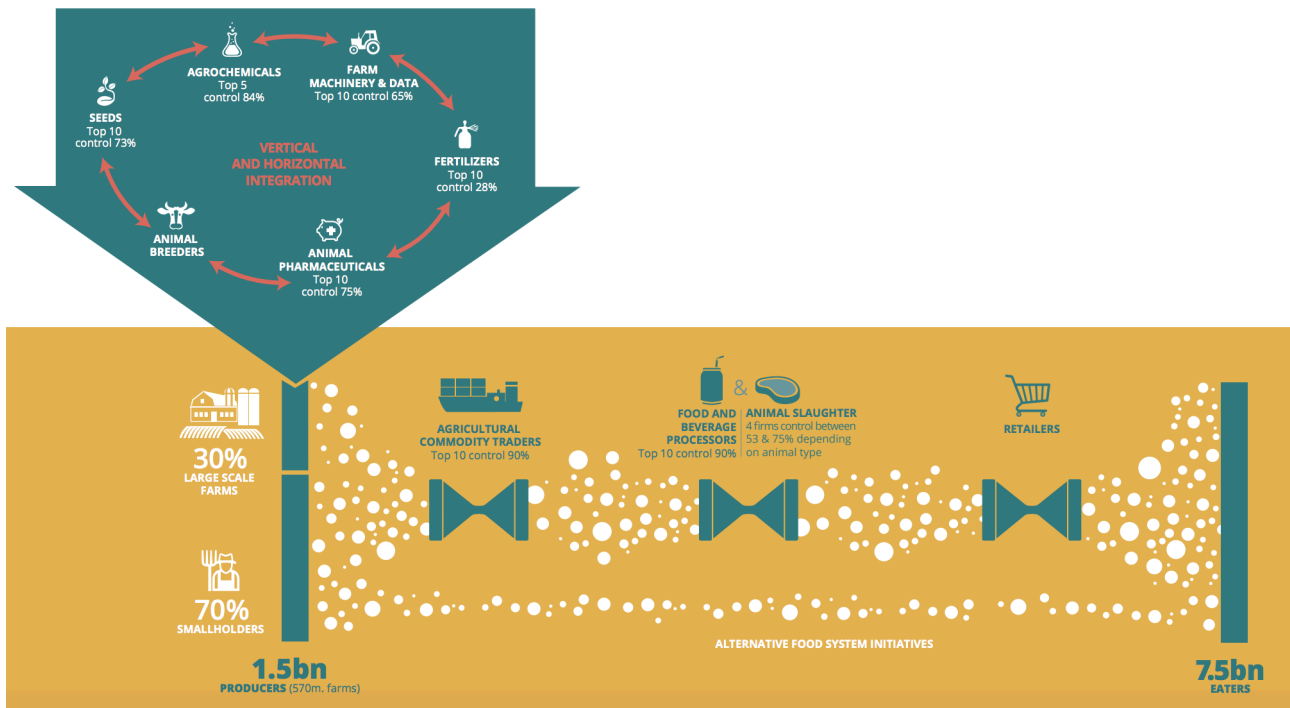 AGROCHEMICALS
Top 5
control 84%
FARM
MACHINERY & DATA
Top 10 control 65%
SEEDS
Top 10
control 73%
VERTICAL
AND HORIZONTAL
INTEGRATION
FERTILIZERS
Top 10
control 28%
ANIMAL
BREEDERS
ANIMAL
PHARMACEUTICALS
Top 10
control 75%
30%
LARGE SCALE
FARMS
70%
SMALLHOLDERS
1.5bn
PRODUCERS (570m. farms)
AGRICULTURAL
COMMODITY TRADERS
Top 10 control 90%
&
FOOD AND
BEVERAGE
PROCESSORS
Top 10 control 90%
ANIMAL SLAUGHTER
4 firms control between
53 & 75% depending
on animal type
RETAILERS
ALTERNATIVE FOOD SYSTEM INITIATIVES
7.5bn
EATERS